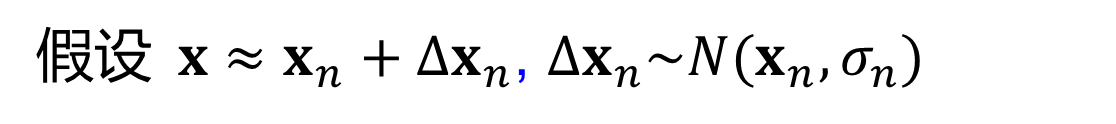 假设 𝐱 ≈ 𝐱ₙ + Δ𝐱ₙ, Δ𝐱ₙ~N(𝐱ₙ, σₙ)